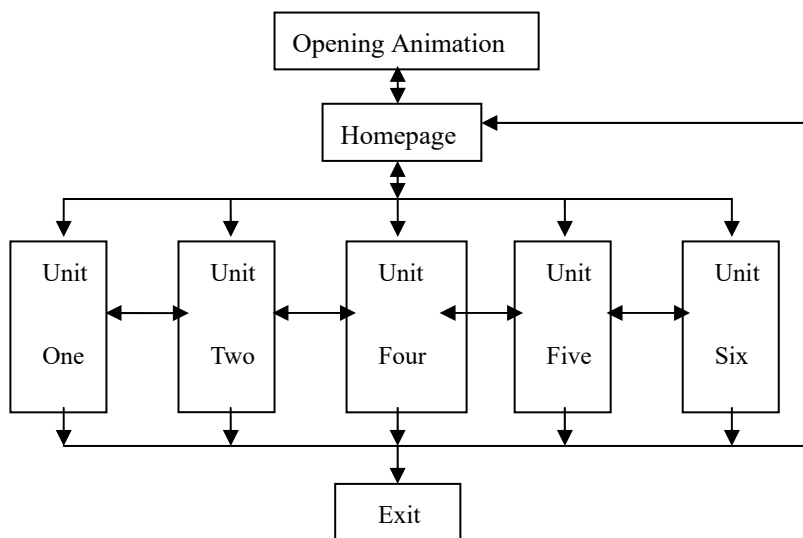 Opening Animation
Homepage
Unit
One
Unit
Two
Unit
Four
Unit
Five
Unit
Six
Exit